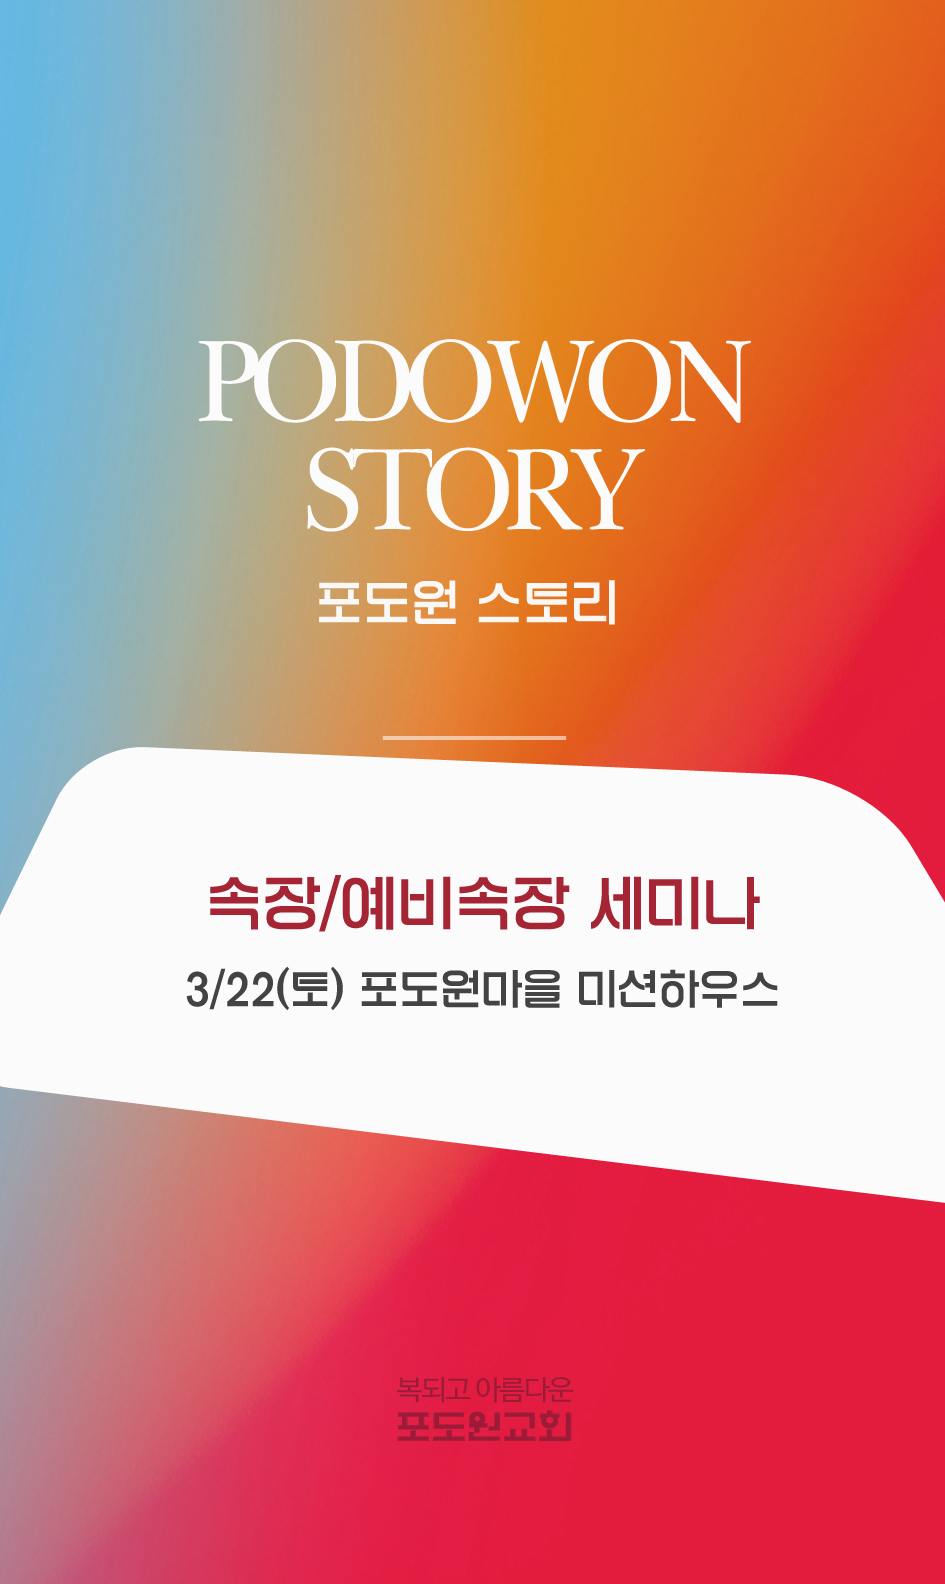 PODOWON
STORY
포도원 스토리
속장/예비속장 세미나
3/22(토) 포도원마을 미션하우스
복되고 아름다운
포도원교회